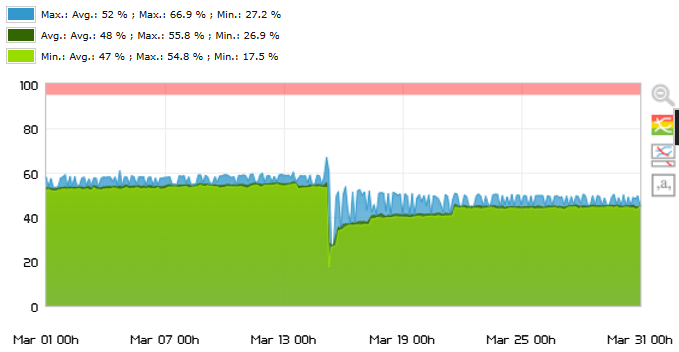 Max.: Avg.: 52 % ; Max.: 66.9 % ; Min.: 27.2 %
Avg.: Avg.: 48 % ; Max.: 55.8 % ; Min.: 26.9 %
Min.: Avg.: 47 % ; Max.: 54.8 % ; Min.: 17.5 %
100
80
60
40
20
0
Mar 01 00h Mar 07 00h Mar 13 00h Mar 19 00h Mar 25 00h Mar 31 00h
,a,